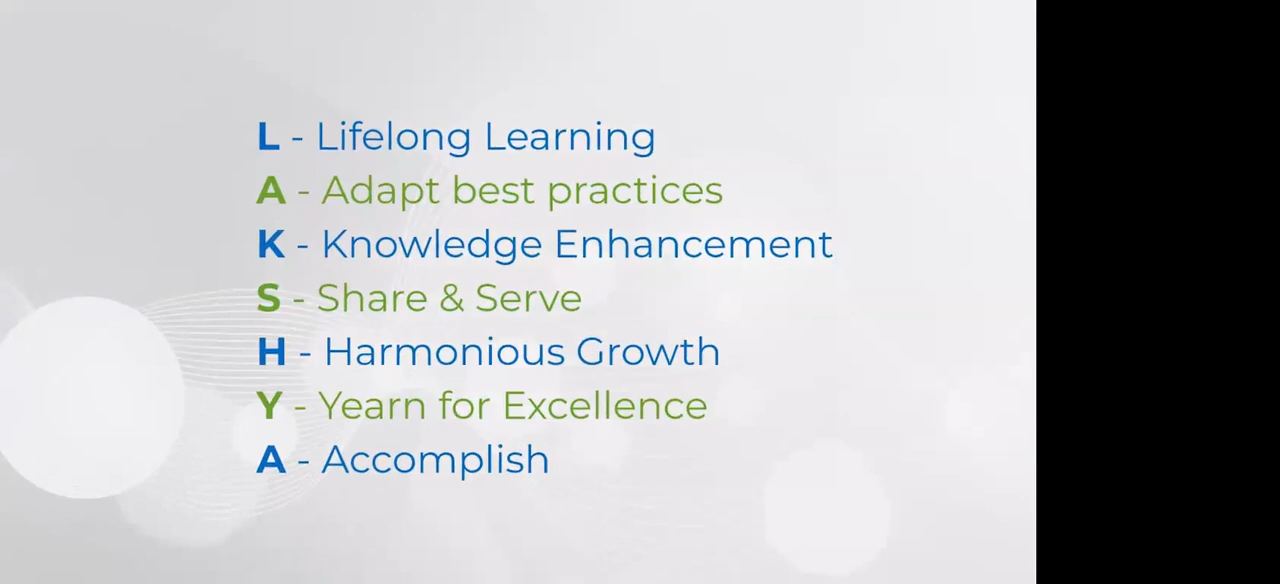 L - Lifelong Learning
A - Adapt best practices
K - Knowledge Enhancement
S - Share & Serve
H - Harmonious Growth
Y - Yearn for Excellence
A - Accomplish